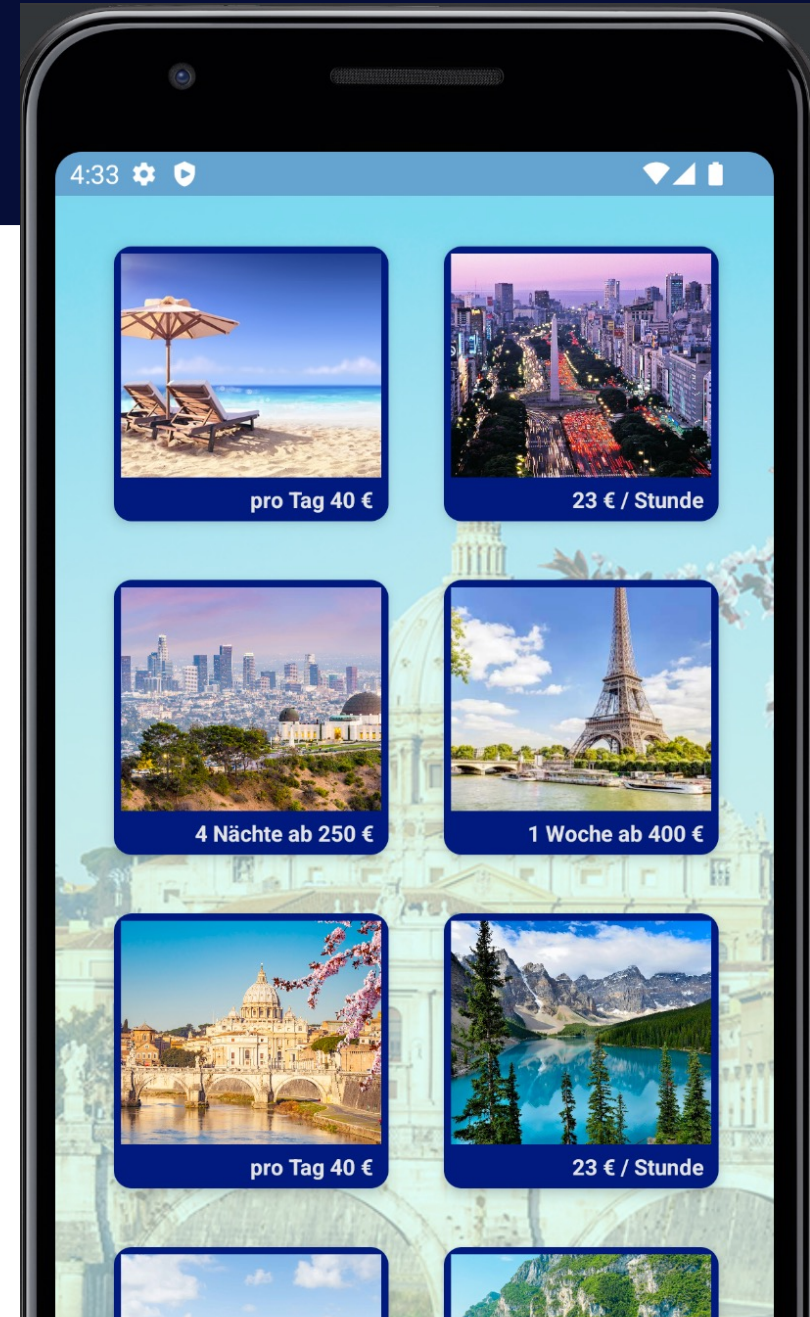 4:33
pro Tag 40 €
23 € / Stunde
4 Nächte ab 250 €
1 Woche ab 400 €
pro Tag 40 €
23 € / Stunde